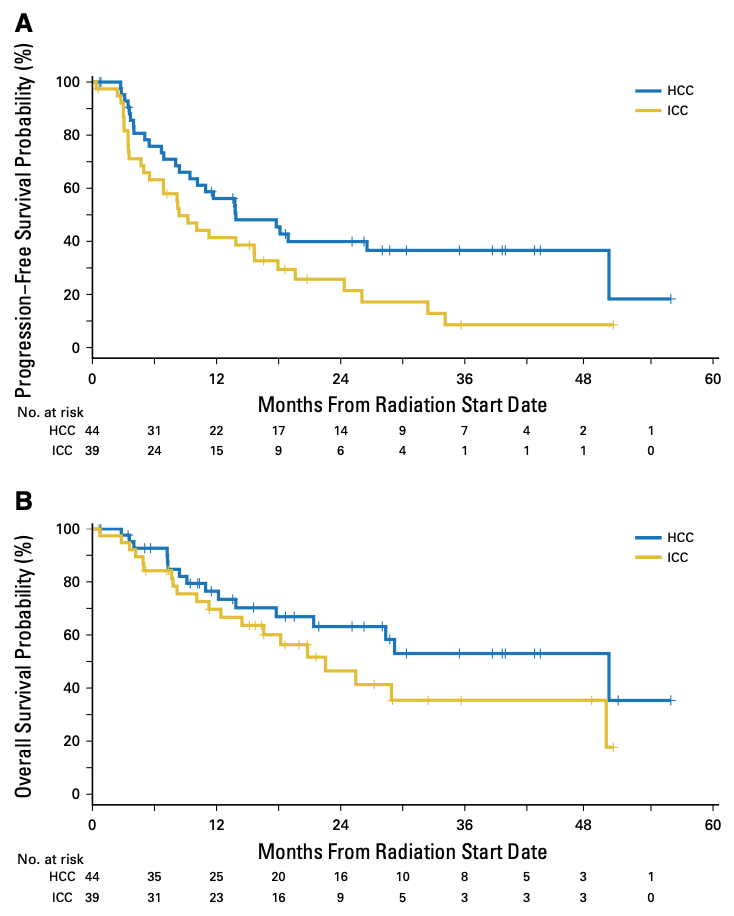 A
Progression–Free Survival Probability (%)
100
80
60
40
20
0
HCC
ICC
0 12 24 36 48 60
Months From Radiation Start Date
No. at risk
HCC 44 31 22 17 14 9 7 4 2 1
ICC 39 24 15 9 6 4 1 1 1 0
B
Overall Survival Probability (%)
100
80
60
40
20
0
HCC
ICC
0 12 24 36 48 60
Months From Radiation Start Date
No. at risk
HCC 44 35 25 20 16 10 8 5 3 1
ICC 39 31 23 16 9 5 3 3 3 0